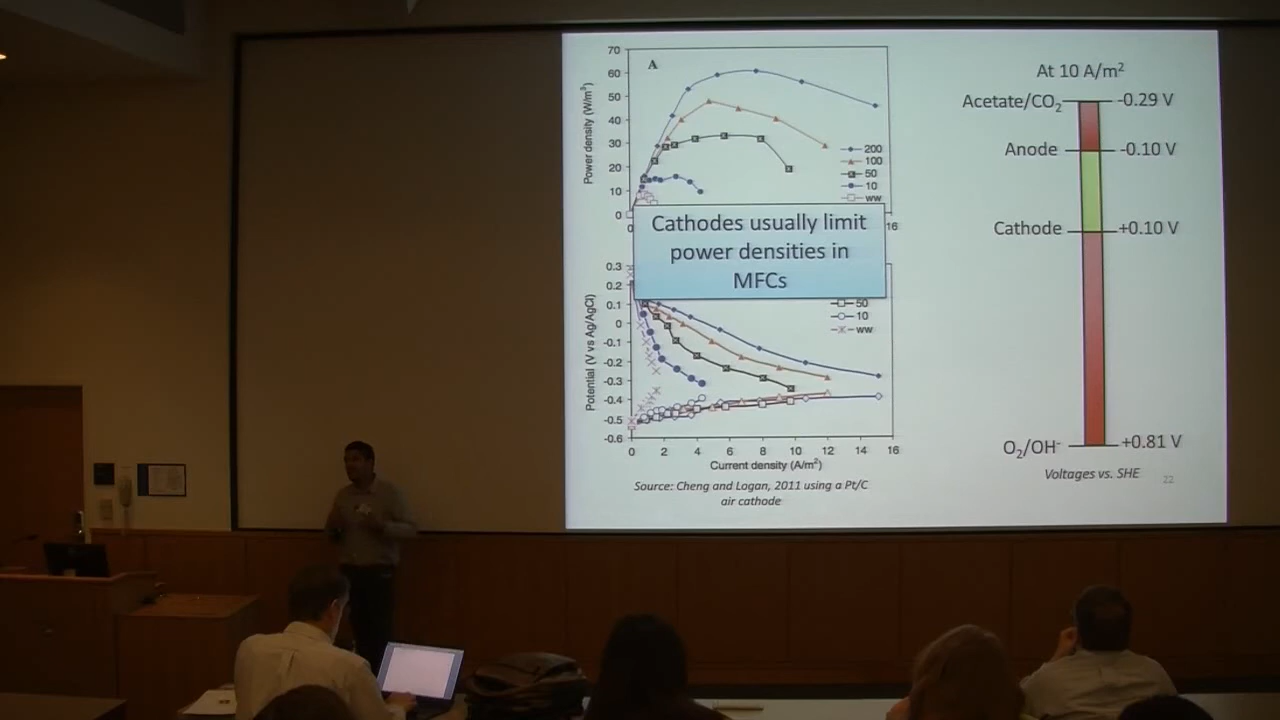 A
70
60
50
40
30
20
10
0
Power density (W/m³)
200
100
50
10
ww
0
16
Cathodes usually limit
power densities in
MFCs
0.3
0.2
0.1
0
-0.1
-0.2
-0.3
-0.4
-0.5
-0.6
Potential (V vs Ag/AgCl)
50
10
ww
0 2 4 6 8 10 12 14 16
Current density (A/m²)
Source: Cheng and Logan, 2011 using a Pt/C
air cathode
At 10 A/m²
Acetate/CO₂ -0.29 V
Anode -0.10 V
Cathode +0.10 V
O₂/OH⁻ +0.81 V
Voltages vs. SHE
22